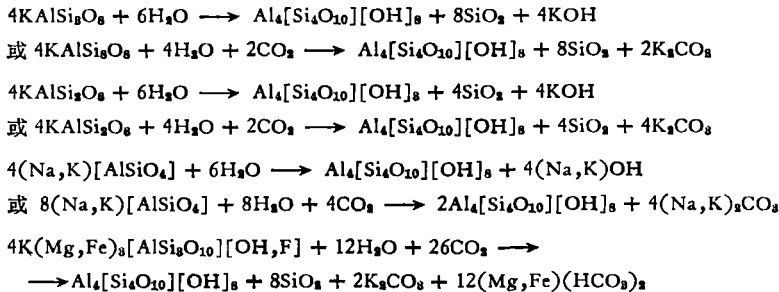 4KAlSi₃O₈ + 6H₂O ⟶ Al₄[Si₄O₁₀][OH]₈ + 8SiO₂ + 4KOH
或 4KAlSi₃O₈ + 4H₂O + 2CO₂ ⟶ Al₄[Si₄O₁₀][OH]₈ + 8SiO₂ + 2K₂CO₃
4KAlSi₂O₆ + 6H₂O ⟶ Al₄[Si₄O₁₀][OH]₈ + 4SiO₂ + 4KOH
或 4KAlSi₂O₆ + 4H₂O + 2CO₂ ⟶ Al₄[Si₄O₁₀][OH]₈ + 4SiO₂ + 4K₂CO₃
4(Na,K)[AlSiO₄] + 6H₂O ⟶ Al₄[Si₄O₁₀][OH]₈ + 4(Na,K)OH
或 8(Na,K)[AlSiO₄] + 8H₂O + 4CO₂ ⟶ 2Al₄[Si₄O₁₀][OH]₈ + 4(Na,K)₂CO₃
4K(Mg,Fe)₃[AlSi₃O₁₀][OH,F] + 12H₂O + 26CO₂ ⟶
⟶Al₄[Si₄O₁₀][OH]₈ + 8SiO₂ + 2K₂CO₃ + 12(Mg,Fe)(HCO₃)₂